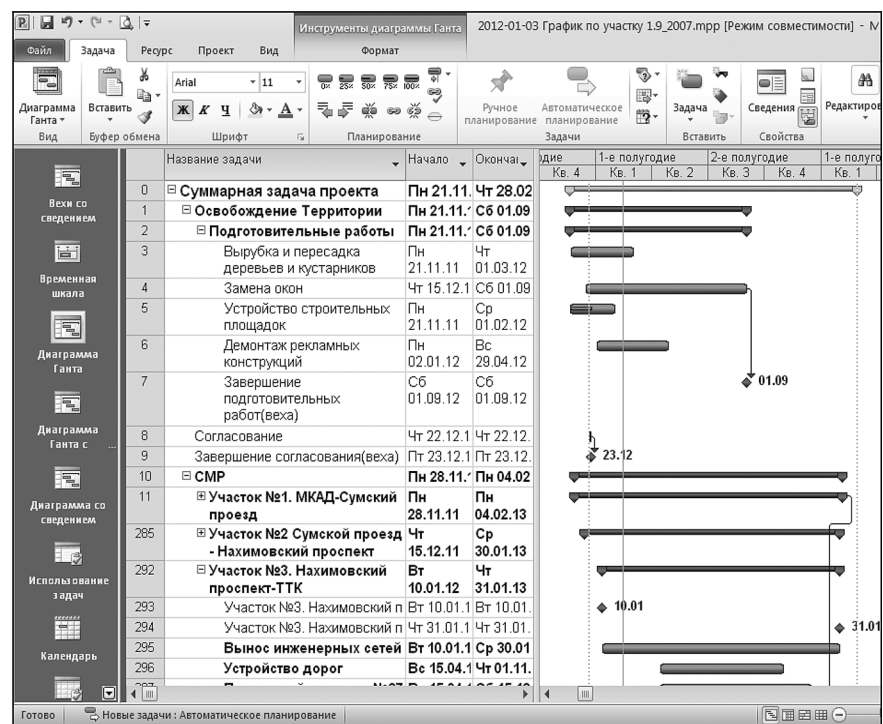 Инструменты диаграммы Ганта
2012-01-03 График по участку 1.9_2007.mpp [Режим совместимости] - M
Файл Задача Ресурс Проект Вид Формат
Arial 11
0% 25% 50% 75% 100%
Ж К Ч
Диаграмма Ганта
Вставить
Ручное планирование
Автоматическое планирование
Задача
Сведения
Редактиров
Вид Буфер обмена Шрифт Планирование Задачи Вставить Свойства
Вехи со сведением
Временная шкала
Диаграмма Ганта
Диаграмма Ганта с ...
Диаграмма со сведением
Использование задач
Календарь
Название задачи Начало Окончан
дие 1-е полугодие 2-е полугодие 1-е полуго
Кв. 4 Кв. 1 Кв. 2 Кв. 3 Кв. 4 Кв. 1
0 Суммарная задача проекта Пн 21.11. Чт 28.02
1 Освобождение Территории Пн 21.11.1 Сб 01.09
2 Подготовительные работы Пн 21.11.1 Сб 01.09
3 Вырубка и пересадка Пн Чт
деревьев и кустарников 21.11.11 01.03.12
4 Замена окон Чт 15.12.1 Сб 01.09
5 Устройство строительных Пн Ср
площадок 21.11.11 01.02.12
6 Демонтаж рекламных Пн Вс
конструкций 02.01.12 29.04.12
7 Завершение Сб Сб
подготовительных 01.09.12 01.09.12
работ(веха)
01.09
8 Согласование Чт 22.12.1 Чт 22.12.
9 Завершение согласования(веха) Пт 23.12.1 Пт 23.12.
23.12
10 СМР Пн 28.11.1 Пн 04.02
11 Участок №1. МКАД-Сумский Пн Пн
проезд 28.11.11 04.02.13
285 Участок №2 Сумской проезд Чт Ср
- Нахимовский проспект 15.12.11 30.01.13
292 Участок №3. Нахимовский Вт Чт
проспект-ТТК 10.01.12 31.01.13
293 Участок №3. Нахимовский п Вт 10.01.1 Вт 10.01.
10.01
294 Участок №3. Нахимовский п Чт 31.01.1 Чт 31.01.
31.01
295 Вынос инженерных сетей Вт 10.01.1 Ср 30.01
296 Устройство дорог Вс 15.04.1 Чт 01.11.
Готово Новые задачи : Автоматическое планирование